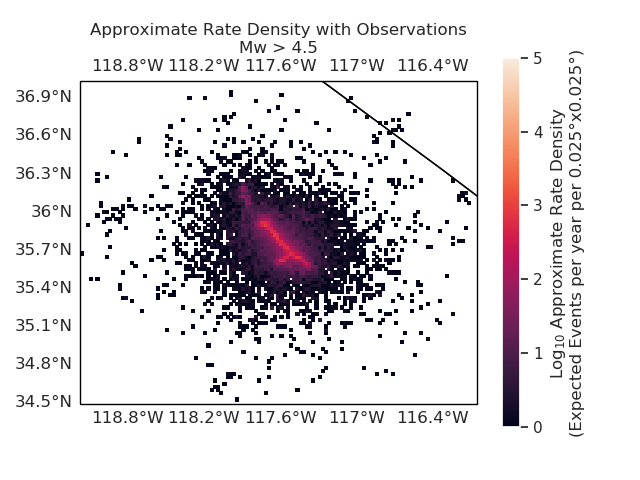 Approximate Rate Density with Observations
Mw > 4.5
118.8°W 118.2°W 117.6°W 117°W 116.4°W
36.9°N
36.6°N
36.3°N
36°N
35.7°N
35.4°N
35.1°N
34.8°N
34.5°N
118.8°W 118.2°W 117.6°W 117°W 116.4°W
5
4
3
2
1
0
Log₁₀ Approximate Rate Density
(Expected Events per year per 0.025°x0.025°)